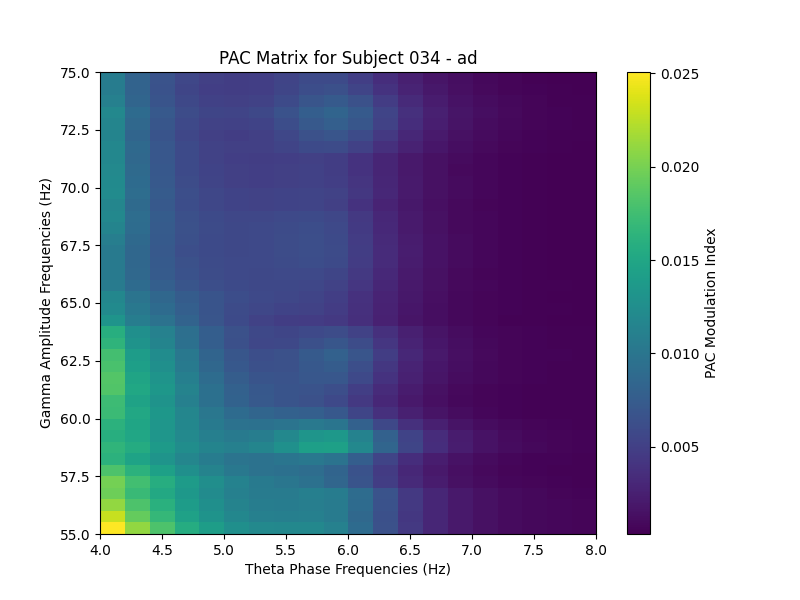 PAC Matrix for Subject 034 - ad
75.0
72.5
70.0
67.5
65.0
62.5
60.0
57.5
55.0
Gamma Amplitude Frequencies (Hz)
4.0 4.5 5.0 5.5 6.0 6.5 7.0 7.5 8.0
Theta Phase Frequencies (Hz)
0.025
0.020
0.015
0.010
0.005
PAC Modulation Index